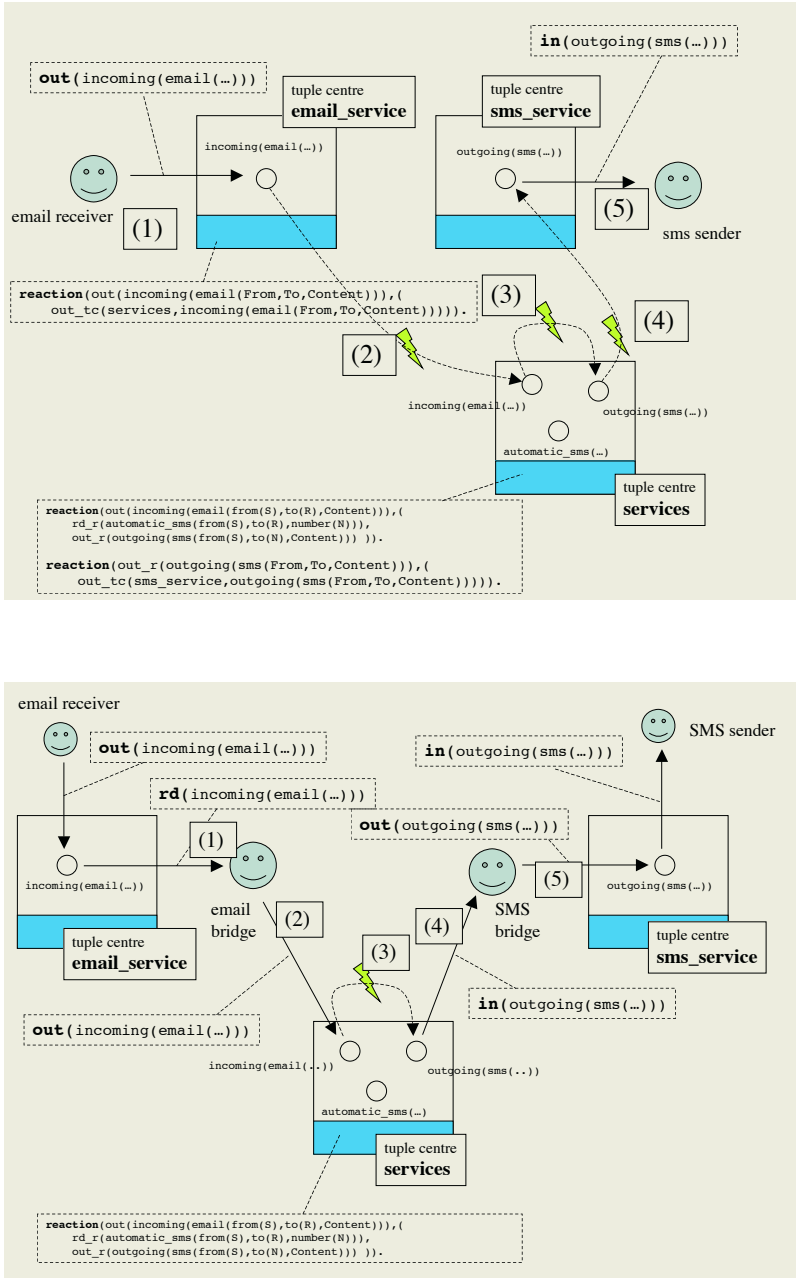 in(outgoing(sms(…)))
out(incoming(email(…)))
tuple centre
email_service
tuple centre
sms_service
incoming(email(…))
outgoing(sms(…))
email receiver
(1)
(5)
sms sender
reaction(out(incoming(email(From,To,Content))),(
out_tc(services,incoming(email(From,To,Content))))).
(3)
(4)
(2)
incoming(email(…))
outgoing(sms(…))
automatic_sms(…)
tuple centre
services
reaction(out(incoming(email(from(S),to(R),Content))),(
rd_r(automatic_sms(from(S),to(R),number(N))),
out_r(outgoing(sms(from(S),to(N),Content))) )).
reaction(out_r(outgoing(sms(From,To,Content))),(
out_tc(sms_service,outgoing(sms(From,To,Content))))).
email receiver
SMS sender
out(incoming(email(…)))
in(outgoing(sms(…)))
rd(incoming(email(…)))
out(outgoing(sms(…)))
(1)
(5)
incoming(email(…))
outgoing(sms(…))
email
bridge
SMS
bridge
(2)
(4)
(3)
tuple centre
email_service
tuple centre
sms_service
in(outgoing(sms(…)))
out(incoming(email(…)))
incoming(email(..))
outgoing(sms(..))
automatic_sms(…)
tuple centre
services
reaction(out(incoming(email(from(S),to(R),Content))),(
rd_r(automatic_sms(from(S),to(R),number(N))),
out_r(outgoing(sms(from(S),to(N),Content))) )).